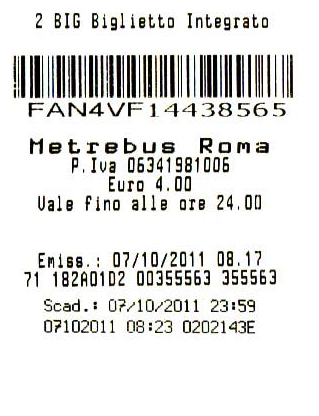 2 BIG Biglietto Integrato
FAN4VF14438565
Metrebus Roma
P.Iva 06341981006
Euro 4.00
Vale fino alle ore 24.00
Emiss.: 07/10/2011 08.17
71 182A01D2 00355563 355563
Scad.: 07/10/2011 23:59
07102011 08:23 0202143E